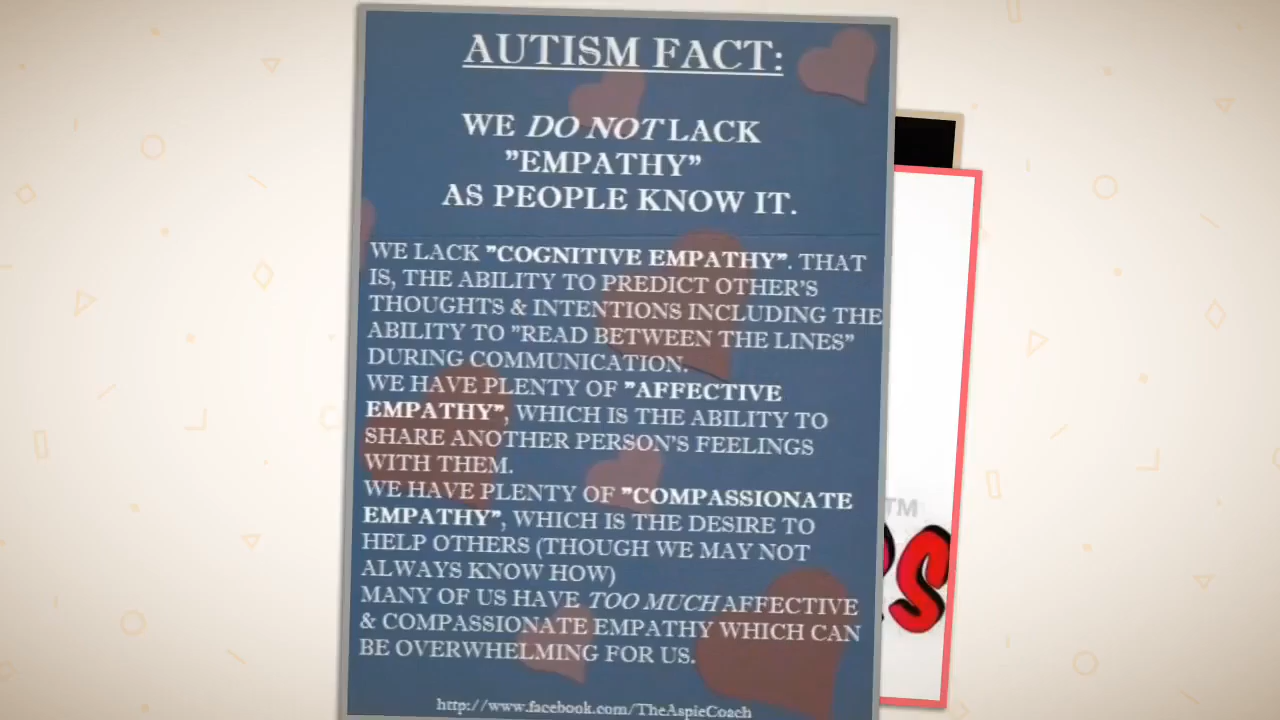 AUTISM FACT:
WE DO NOT LACK
"EMPATHY"
AS PEOPLE KNOW IT.
WE LACK "COGNITIVE EMPATHY". THAT
IS, THE ABILITY TO PREDICT OTHER'S
THOUGHTS & INTENTIONS INCLUDING THE
ABILITY TO "READ BETWEEN THE LINES"
DURING COMMUNICATION.
WE HAVE PLENTY OF "AFFECTIVE
EMPATHY", WHICH IS THE ABILITY TO
SHARE ANOTHER PERSON'S FEELINGS
WITH THEM.
WE HAVE PLENTY OF "COMPASSIONATE
EMPATHY", WHICH IS THE DESIRE TO
HELP OTHERS (THOUGH WE MAY NOT
ALWAYS KNOW HOW)
MANY OF US HAVE TOO MUCH AFFECTIVE
& COMPASSIONATE EMPATHY WHICH CAN
BE OVERWHELMING FOR US.
http://www.facebook.com/TheAspieCoach
TM